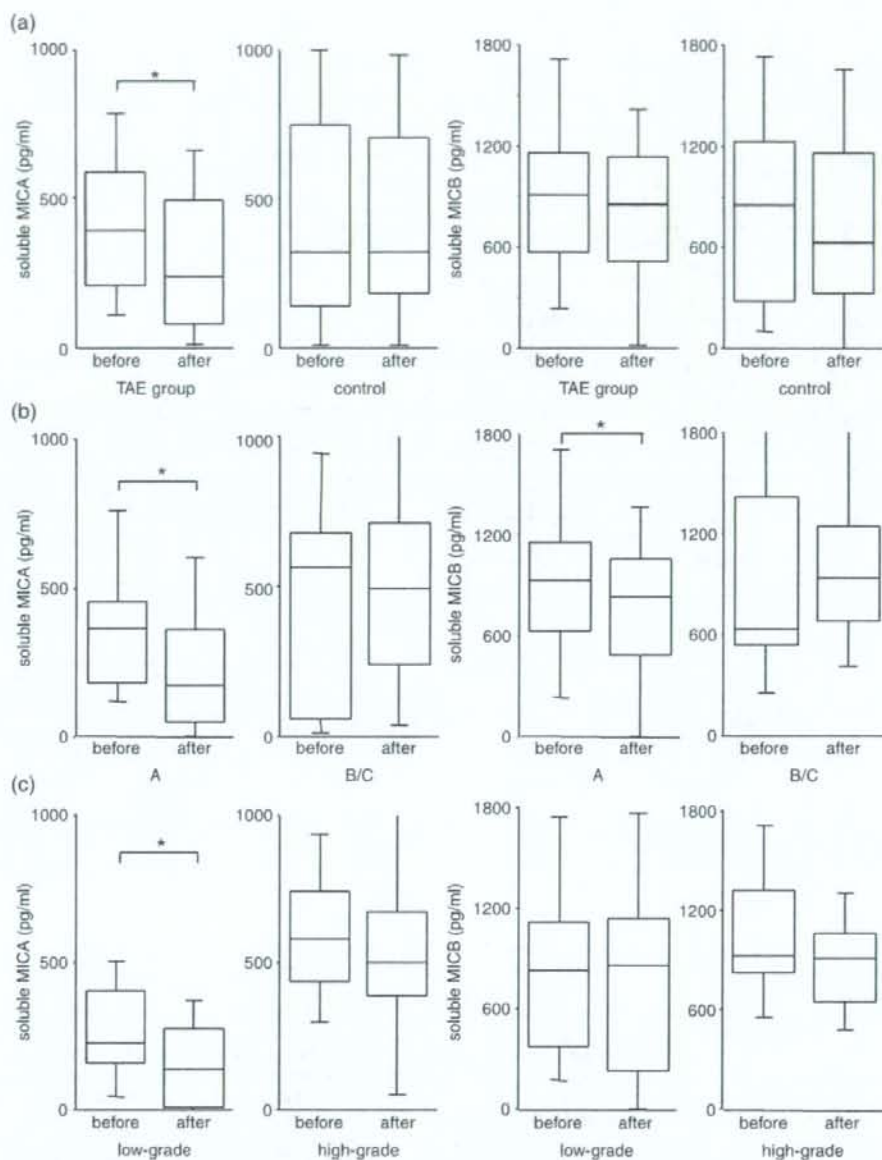 (a)
1000 1000 1800 1800
* 
soluble MICA (pg/ml) soluble MICB (pg/ml)
1200 1200
500 500
600 600
0 0 0 0
before after before after before after before after
TAE group control TAE group control
(b)
1000 1000 1800 1800
* *
soluble MICA (pg/ml) soluble MICB (pg/ml)
1200 1200
500 500
600 600
0 0 0 0
before after before after before after before after
A B/C A B/C
(c)
1000 1000 1800 1800
*
soluble MICA (pg/ml) soluble MICB (pg/ml)
1200 1200
500 500
600 600
0 0 0 0
before after before after before after before after
low-grade high-grade low-grade high-grade